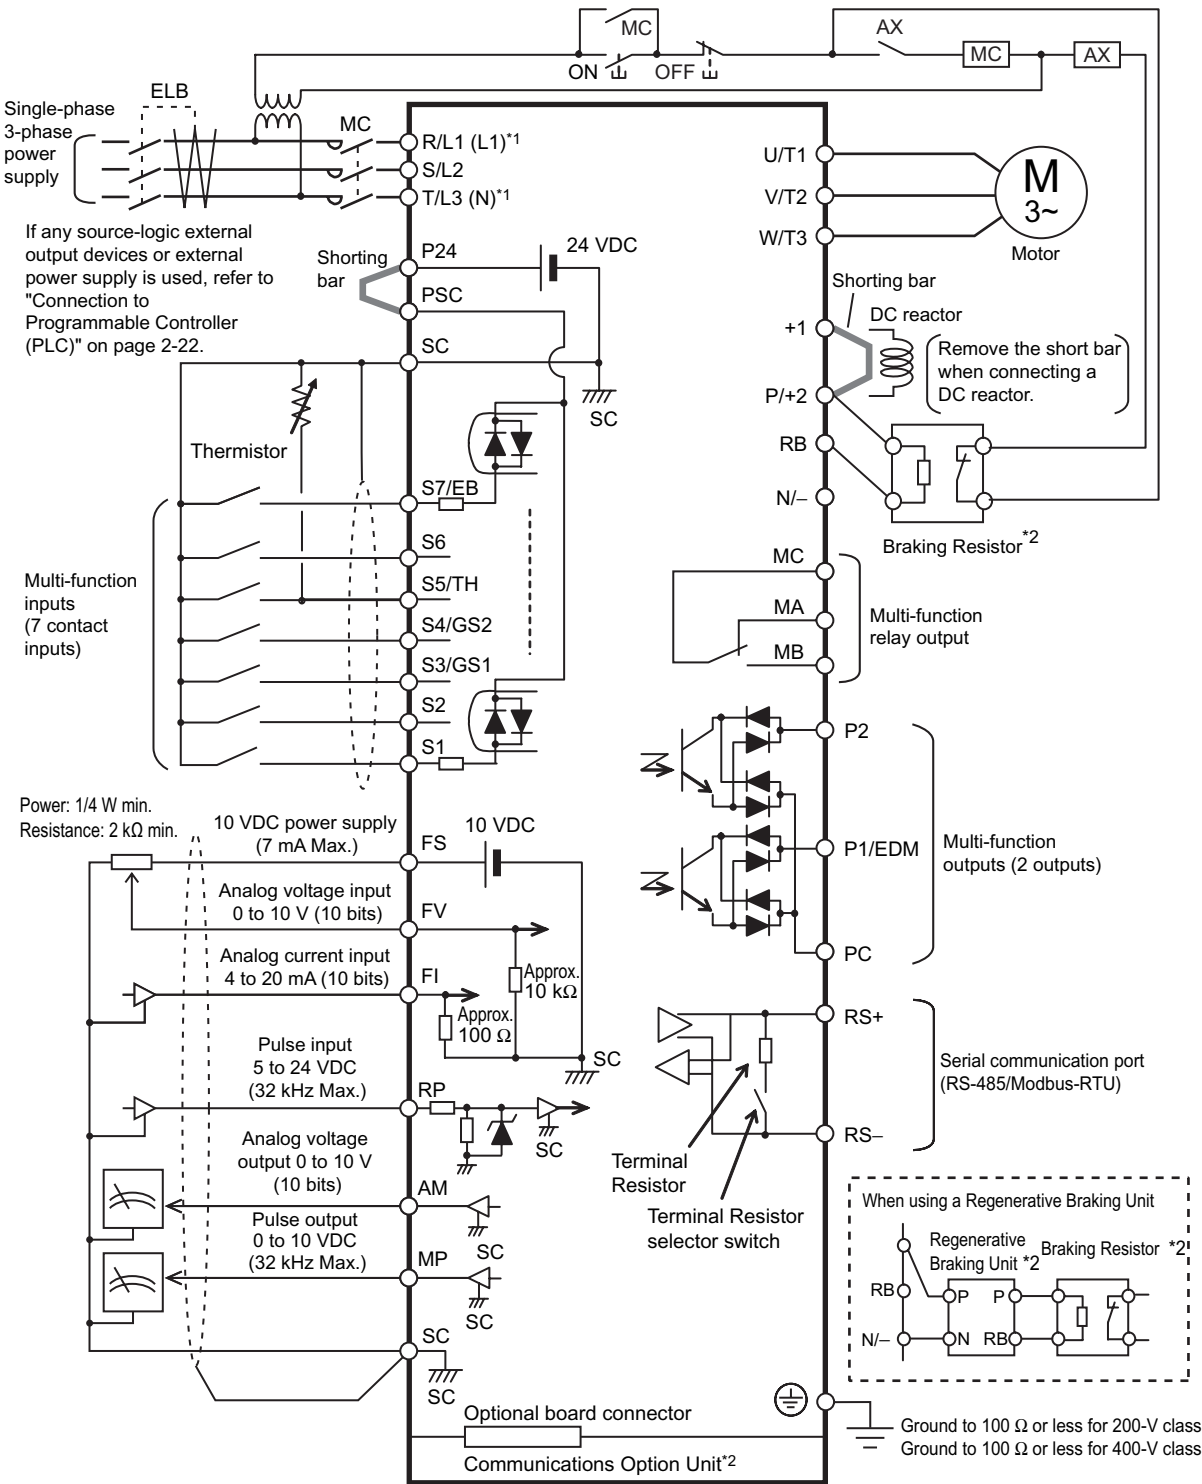 MC
AX
ON
OFF
MC
AX
ELB
Single-phase
3-phase
power
supply
MC
R/L1 (L1)*1
S/L2
T/L3 (N)*1
U/T1
V/T2
W/T3
M
3~
Motor
If any source-logic external
output devices or external
power supply is used, refer to
"Connection to
Programmable Controller
(PLC)" on page 2-22.
Shorting
bar
P24
24 VDC
PSC
SC
SC
Shorting bar
DC reactor
+1
Remove the short bar
when connecting a
DC reactor.
P/+2
RB
N/–
Braking Resistor*2
Thermistor
S7/EB
S6
S5/TH
S4/GS2
S3/GS1
S2
S1
Multi-function
inputs
(7 contact
inputs)
MC
MA
MB
Multi-function
relay output
P2
P1/EDM
PC
Multi-function
outputs (2 outputs)
Power: 1/4 W min.
Resistance: 2 kΩ min.
10 VDC power supply
(7 mA Max.)
FS
10 VDC
Analog voltage input
0 to 10 V (10 bits)
FV
Analog current input
4 to 20 mA (10 bits)
FI
Approx.
10 kΩ
Approx.
100 Ω
SC
Pulse input
5 to 24 VDC
(32 kHz Max.)
RP
SC
Analog voltage
output 0 to 10 V
(10 bits)
AM
SC
Pulse output
0 to 10 VDC
(32 kHz Max.)
MP
SC
SC
SC
RS+
RS–
Serial communication port
(RS-485/Modbus-RTU)
Terminal
Resistor
Terminal Resistor
selector switch
When using a Regenerative Braking Unit
Regenerative
Braking Unit *2
Braking Resistor *2
RB
P
P
N/–
N
RB
Optional board connector
Communications Option Unit*2
Ground to 100 Ω or less for 200-V class
Ground to 100 Ω or less for 400-V class